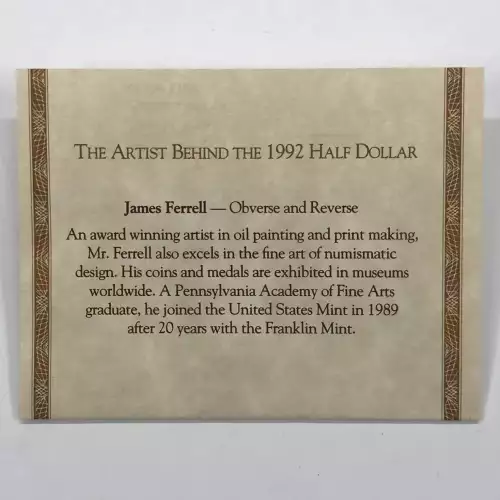 THE ARTIST BEHIND THE 1992 HALF DOLLAR
James Ferrell — Obverse and Reverse
An award winning artist in oil painting and print making,
Mr. Ferrell also excels in the fine art of numismatic
design. His coins and medals are exhibited in museums
worldwide. A Pennsylvania Academy of Fine Arts
graduate, he joined the United States Mint in 1989
after 20 years with the Franklin Mint.